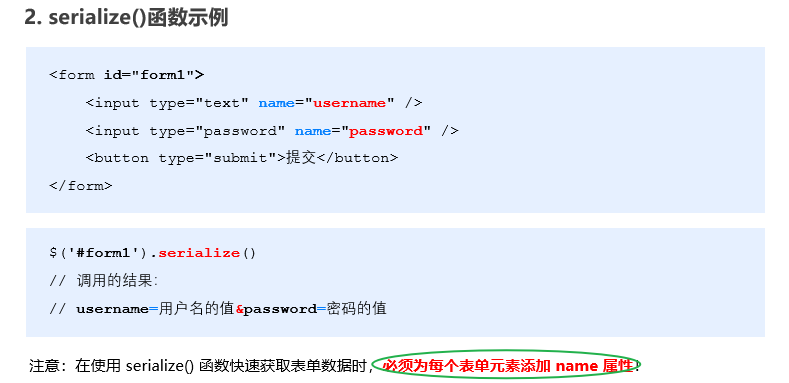 2. serialize()函数示例
<form id="form1">
<input type="text" name="username" />
<input type="password" name="password" />
<button type="submit">提交</button>
</form>
$('#form1').serialize()
// 调用的结果：
// username=用户名的值&password=密码的值
注意：在使用 serialize() 函数快速获取表单数据时，必须为每个表单元素添加 name 属性！